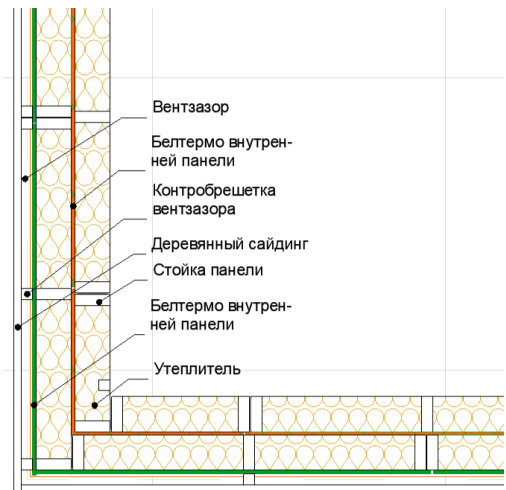 Вентзазор
Белтермо внутрен-
ней панели
Контробрешетка
вентзазора
Деревянный сайдинг
Стойка панели
Белтермо внутрен-
ней панели
Утеплитель